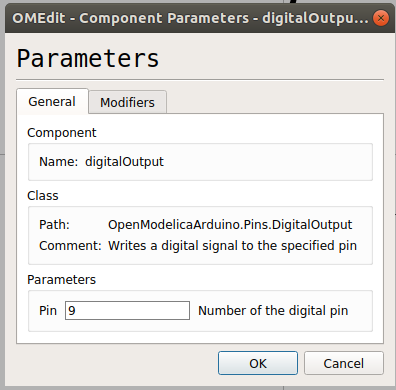 OMEdit - Component Parameters - digitalOutpu...
Parameters
General Modifiers
Component
Name: digitalOutput
Class
Path: OpenModelicaArduino.Pins.DigitalOutput
Comment: Writes a digital signal to the specified pin
Parameters
Pin 9 Number of the digital pin
OK Cancel